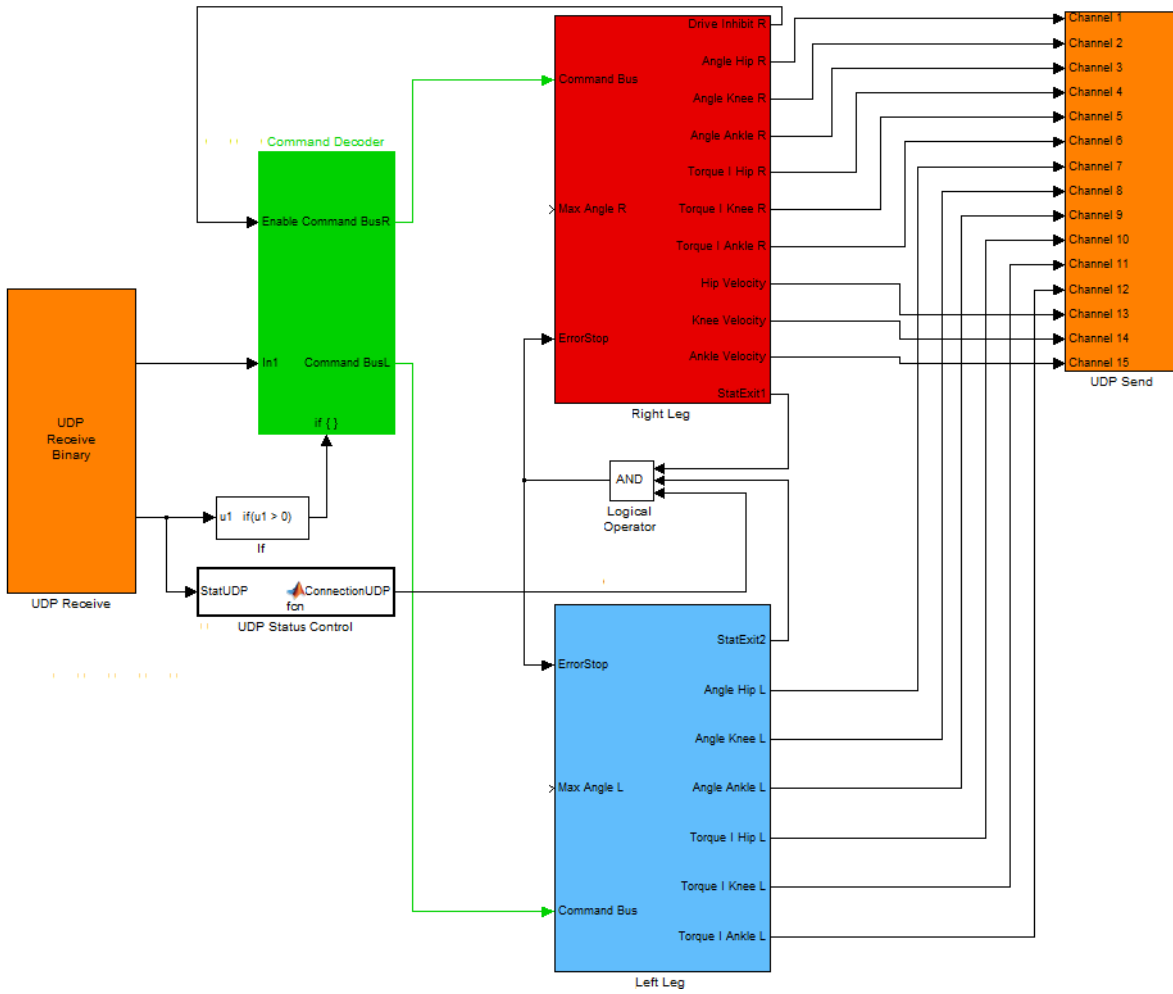 Command Decoder
Enable Command BusR
In1
Command BusL
if { }
UDP
Receive
Binary
UDP Receive
u1 if(u1 > 0)
If
StatUDP
ConnectionUDP
fcn
UDP Status Control
Drive Inhibit R
Angle Hip R
Command Bus
Angle Knee R
Angle Ankle R
Torque I Hip R
Max Angle R
Torque I Knee R
Torque I Ankle R
Hip Velocity
Knee Velocity
ErrorStop
Ankle Velocity
StatExit1
Right Leg
AND
Logical
Operator
StatExit2
ErrorStop
Angle Hip L
Angle Knee L
Max Angle L
Angle Ankle L
Torque I Hip L
Torque I Knee L
Command Bus
Torque I Ankle L
Left Leg
Channel 1
Channel 2
Channel 3
Channel 4
Channel 5
Channel 6
Channel 7
Channel 8
Channel 9
Channel 10
Channel 11
Channel 12
Channel 13
Channel 14
Channel 15
UDP Send